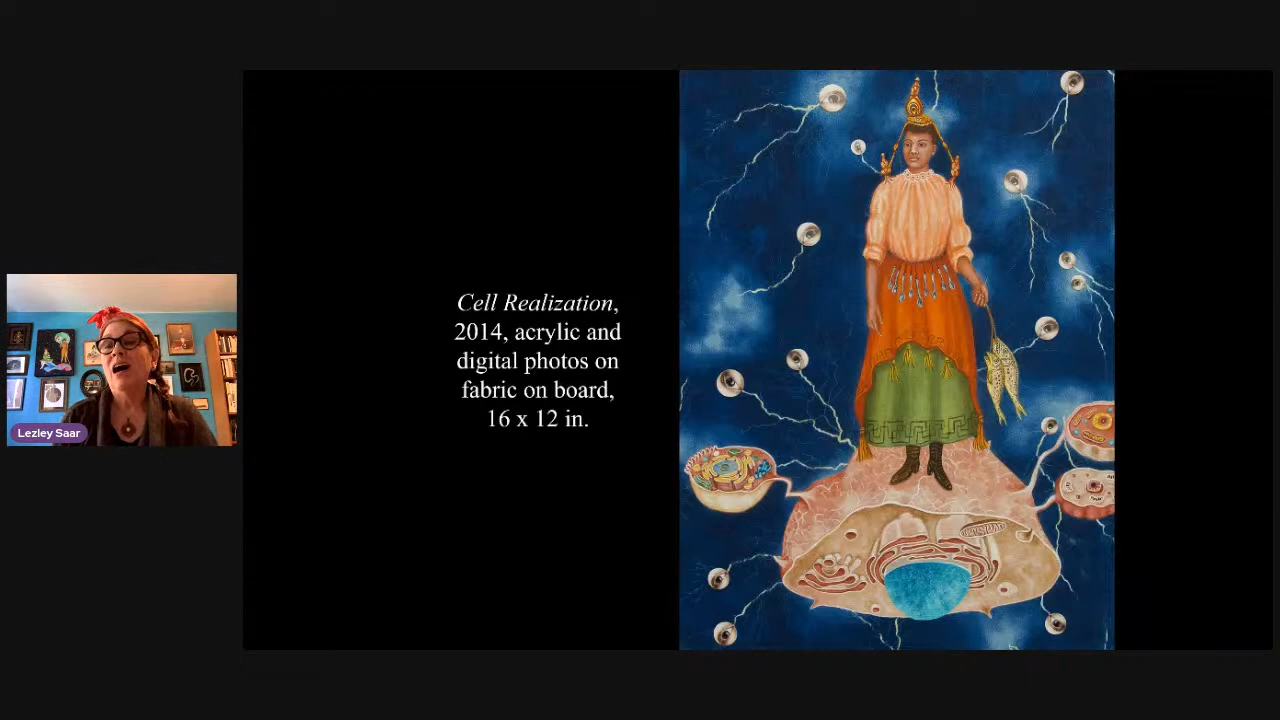 Cell Realization,
2014, acrylic and
digital photos on
fabric on board,
16 x 12 in.
Lezley Saar